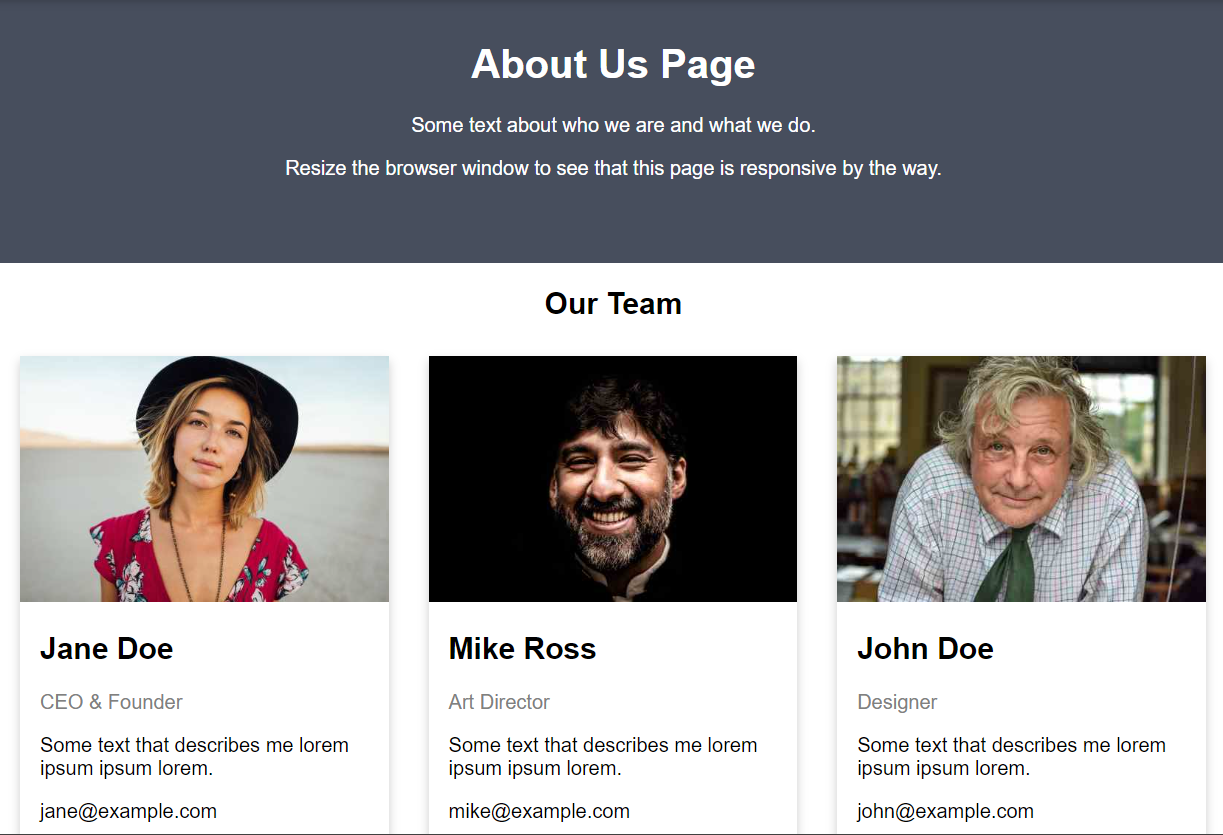 About Us Page
Some text about who we are and what we do.
Resize the browser window to see that this page is responsive by the way.
Our Team
Jane Doe
CEO & Founder
Some text that describes me lorem
ipsum ipsum lorem.
jane@example.com
Mike Ross
Art Director
Some text that describes me lorem
ipsum ipsum lorem.
mike@example.com
John Doe
Designer
Some text that describes me lorem
ipsum ipsum lorem.
john@example.com